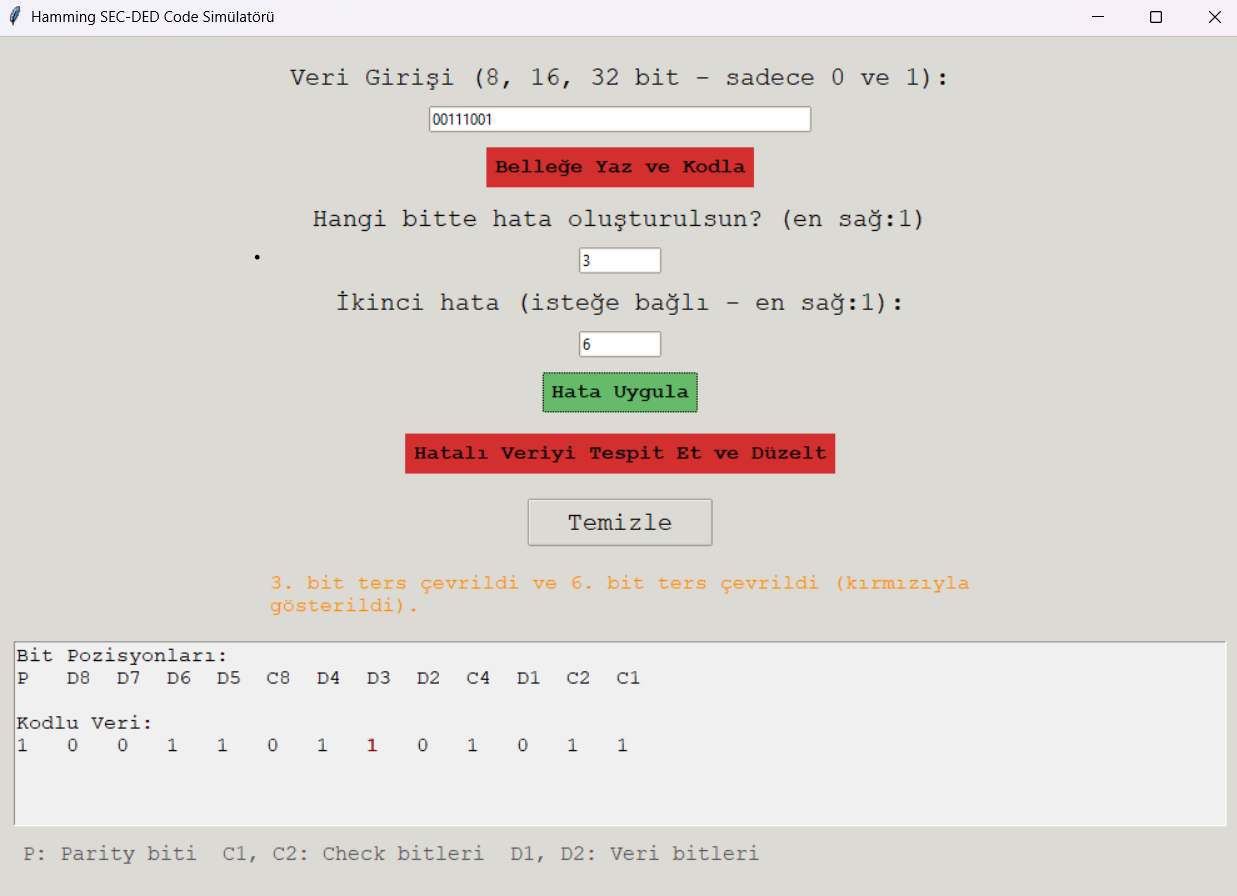 Hamming SEC-DED Code Simülatörü
Veri Girişi (8, 16, 32 bit - sadece 0 ve 1):
00111001
Belleğe Yaz ve Kodla
Hangi bitte hata oluşturulsun? (en sağ:1)
3
İkinci hata (isteğe bağlı - en sağ:1):
6
Hata Uygula
Hatalı Veriyi Tespit Et ve Düzelt
Temizle
3. bit ters çevrildi ve 6. bit ters çevrildi (kırmızıyla
gösterildi).
Bit Pozisyonları:
P D8 D7 D6 D5 C8 D4 D3 D2 C4 D1 C2 C1
Kodlu Veri:
1 0 0 1 1 0 1 1 0 1 0 1 1
P: Parity biti C1, C2: Check bitleri D1, D2: Veri bitleri